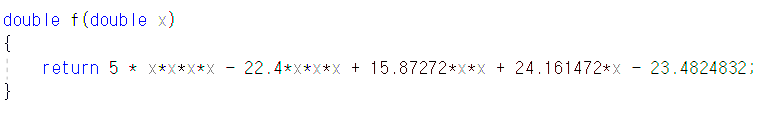 double f(double x)
{
return 5 * x*x*x*x - 22.4*x*x*x + 15.87272*x*x + 24.161472*x - 23.4824832;
}